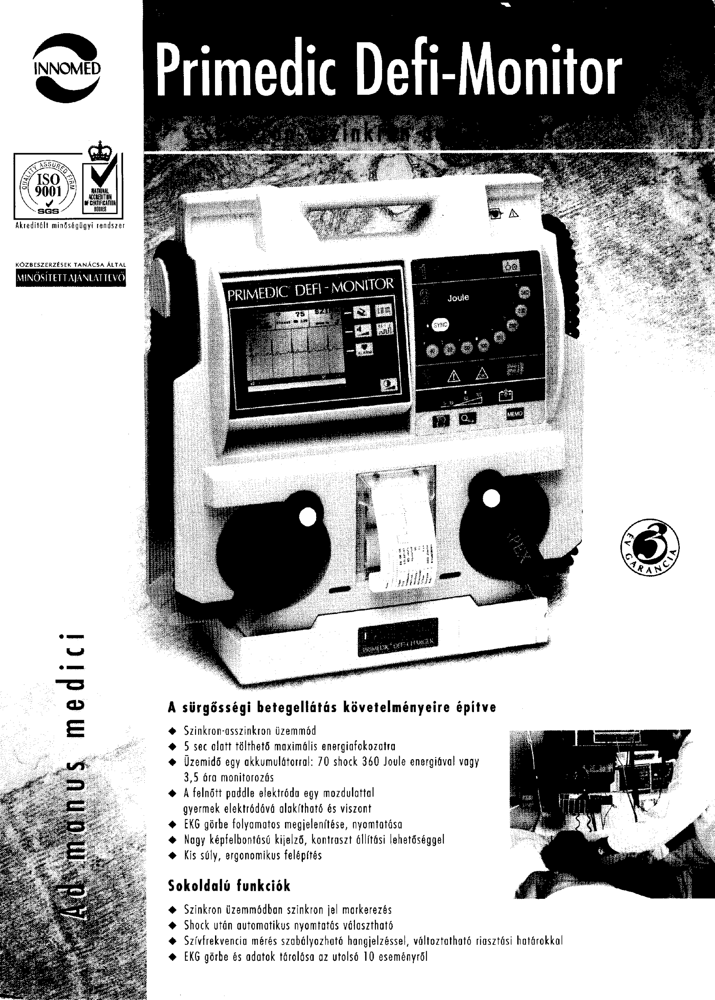 INNOMED
Primedic Defi-Monitor
QUALITY ASSURED FIRM
ISO
9001
SGS
NATIONAL
ACCREDITION
OF CERTIFICATION
BODIES
Akreditált minőségügyi rendszer
KÖZBESZERZÉSEK TANÁCSA ÁLTAL
MINŐSÍTETT AJÁNLATTEVŐ
PRIMEDIC DEFI-MONITOR
75
Joule
SYNC
MEMO
3 ÉV GARANCIA
PRIMEDIC DEFI-CHARGER
Ad manus medici
A sürgősségi betegellátás követelményeire építve
◆ Szinkron-asszinkron üzemmód
◆ 5 sec alatt tölthető maximális energiafokozatra
◆ Üzemidő egy akkumulátorral: 70 shock 360 Joule energiával vagy
3,5 óra monitorozás
◆ A felnőtt paddle elektróda egy mozdulattal
gyermek elektródává alakítható és viszont
◆ EKG görbe folyamatos megjelenítése, nyomtatása
◆ Nagy képfelbontású kijelző, kontraszt állítási lehetőséggel
◆ Kis súly, ergonomikus felépítés
Sokoldalú funkciók
◆ Szinkron üzemmódban szinkron jel markerezés
◆ Shock után automatikus nyomtatás választható
◆ Szívfrekvencia mérés szabályozható hangjelzéssel, változtatható riasztási határokkal
◆ EKG görbe és adatok tárolása az utolsó 10 eseményről